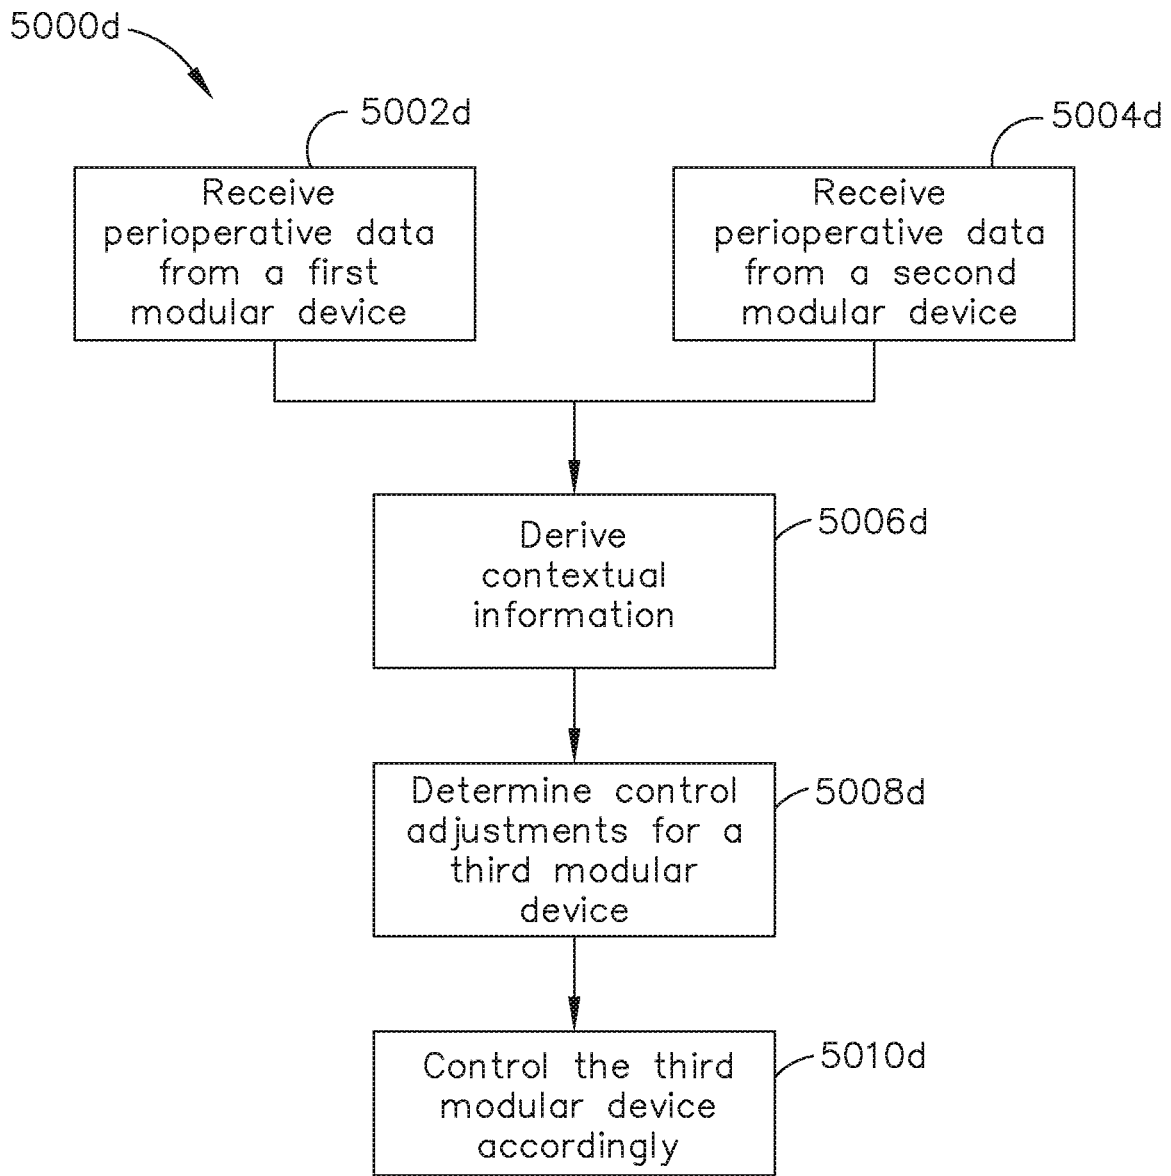 5000d
5002d
Receive
perioperative data
from a first
modular device
5004d
Receive
perioperative data
from a second
modular device
5006d
Derive
contextual
information
5008d
Determine control
adjustments for a
third modular
device
5010d
Control the third
modular device
accordingly